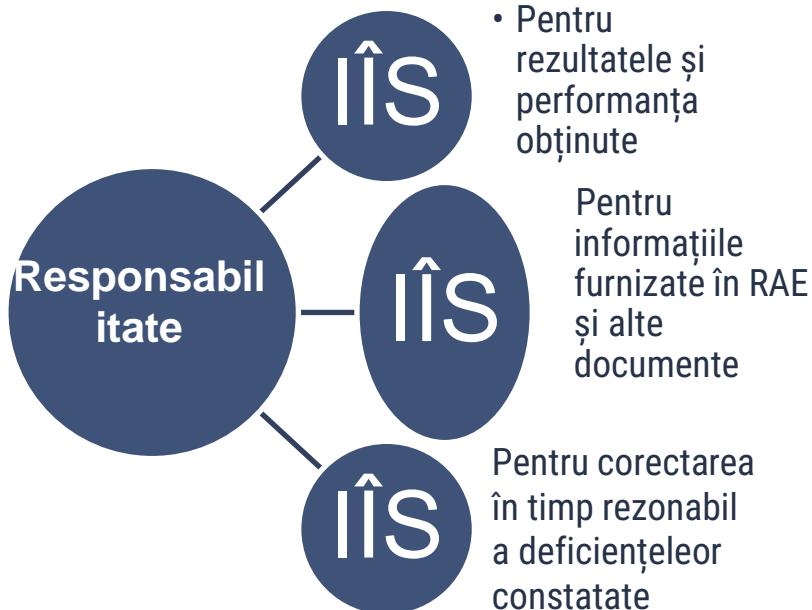 Responsabil
itate
IÎS
• Pentru
rezultatele și
performanța
obținute
IÎS
Pentru
informațiile
furnizate în RAE
și alte
documente
IÎS
Pentru corectarea
în timp rezonabil
a deficiențeleor
constatate